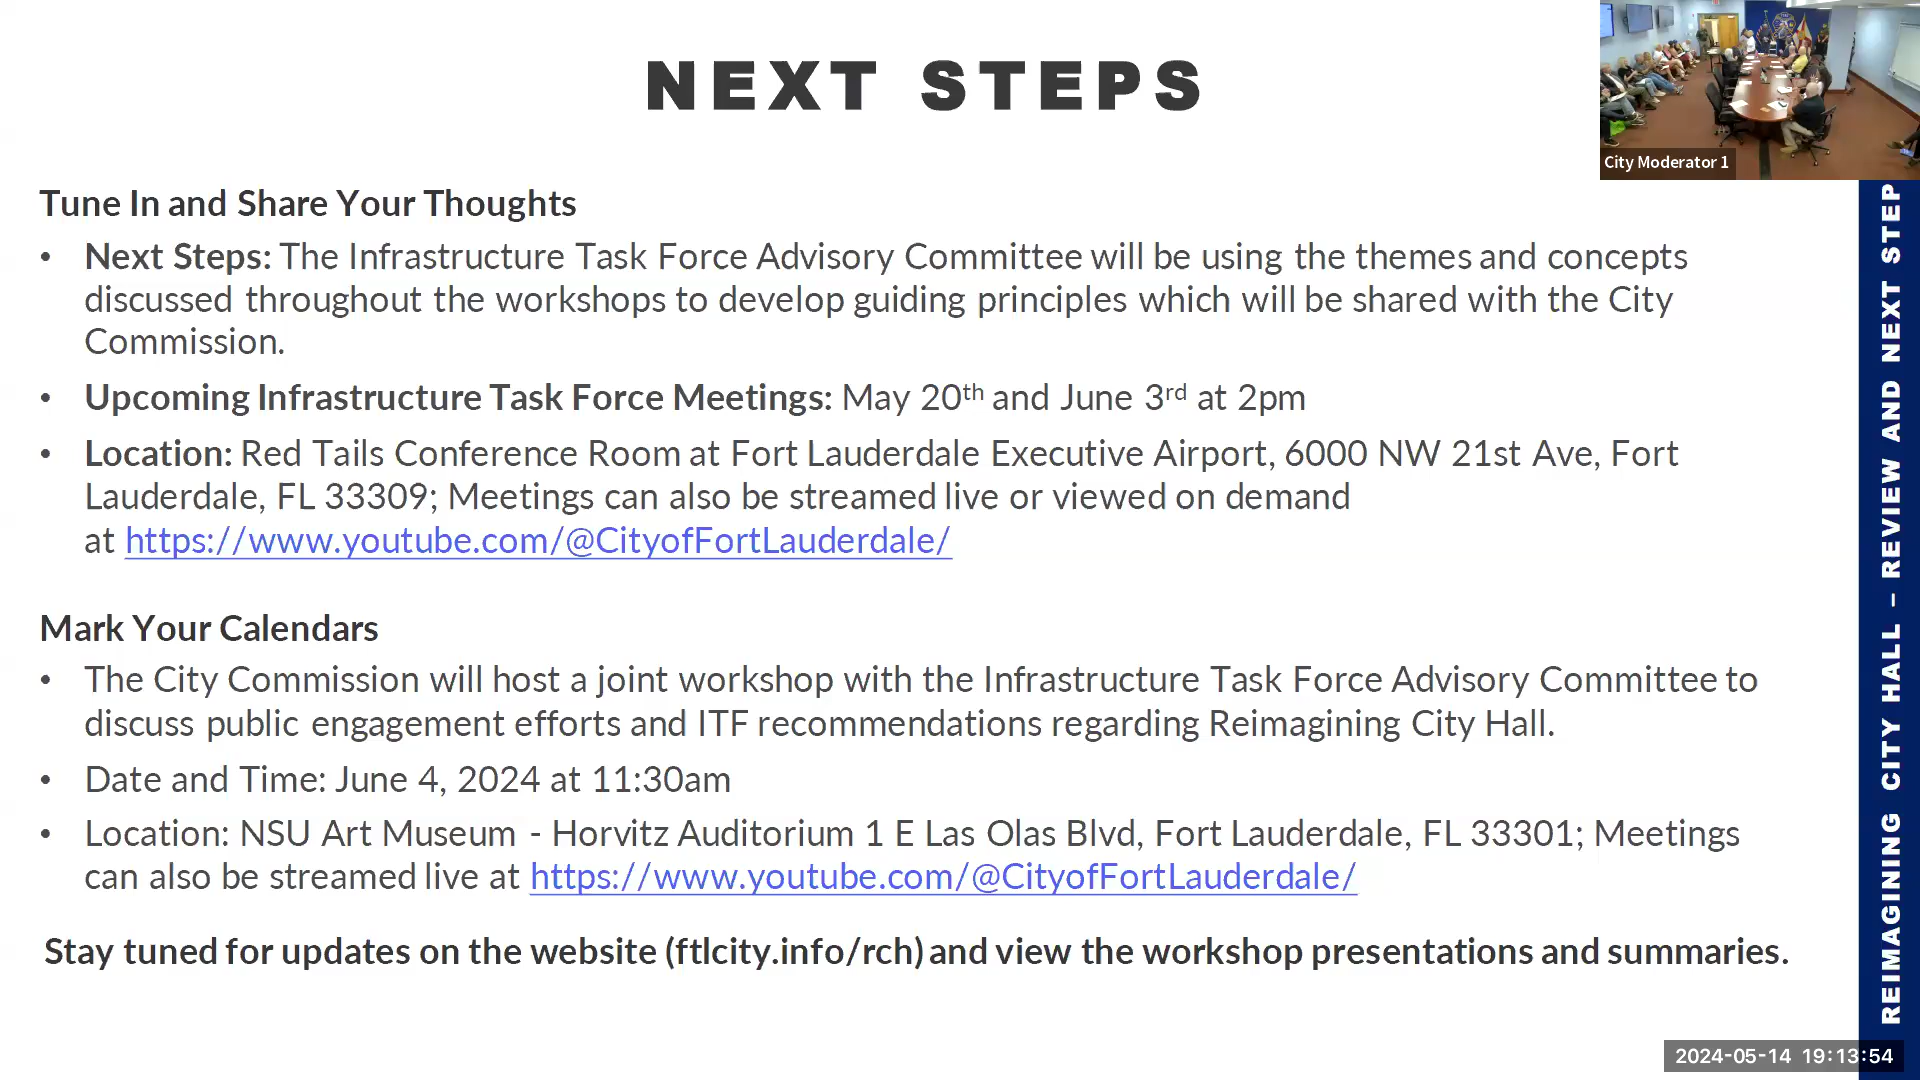 NEXT STEPS
City Moderator 1
Tune In and Share Your Thoughts
• Next Steps: The Infrastructure Task Force Advisory Committee will be using the themes and concepts
discussed throughout the workshops to develop guiding principles which will be shared with the City
Commission.
• Upcoming Infrastructure Task Force Meetings: May 20th and June 3rd at 2pm
• Location: Red Tails Conference Room at Fort Lauderdale Executive Airport, 6000 NW 21st Ave, Fort
Lauderdale, FL 33309; Meetings can also be streamed live or viewed on demand
at https://www.youtube.com/@CityofFortLauderdale/
Mark Your Calendars
• The City Commission will host a joint workshop with the Infrastructure Task Force Advisory Committee to
discuss public engagement efforts and ITF recommendations regarding Reimagining City Hall.
• Date and Time: June 4, 2024 at 11:30am
• Location: NSU Art Museum - Horvitz Auditorium 1 E Las Olas Blvd, Fort Lauderdale, FL 33301; Meetings
can also be streamed live at https://www.youtube.com/@CityofFortLauderdale/
Stay tuned for updates on the website (ftlcity.info/rch) and view the workshop presentations and summaries.
REIMAGINING CITY HALL – REVIEW AND NEXT STEP
2024-05-14 19:13:54